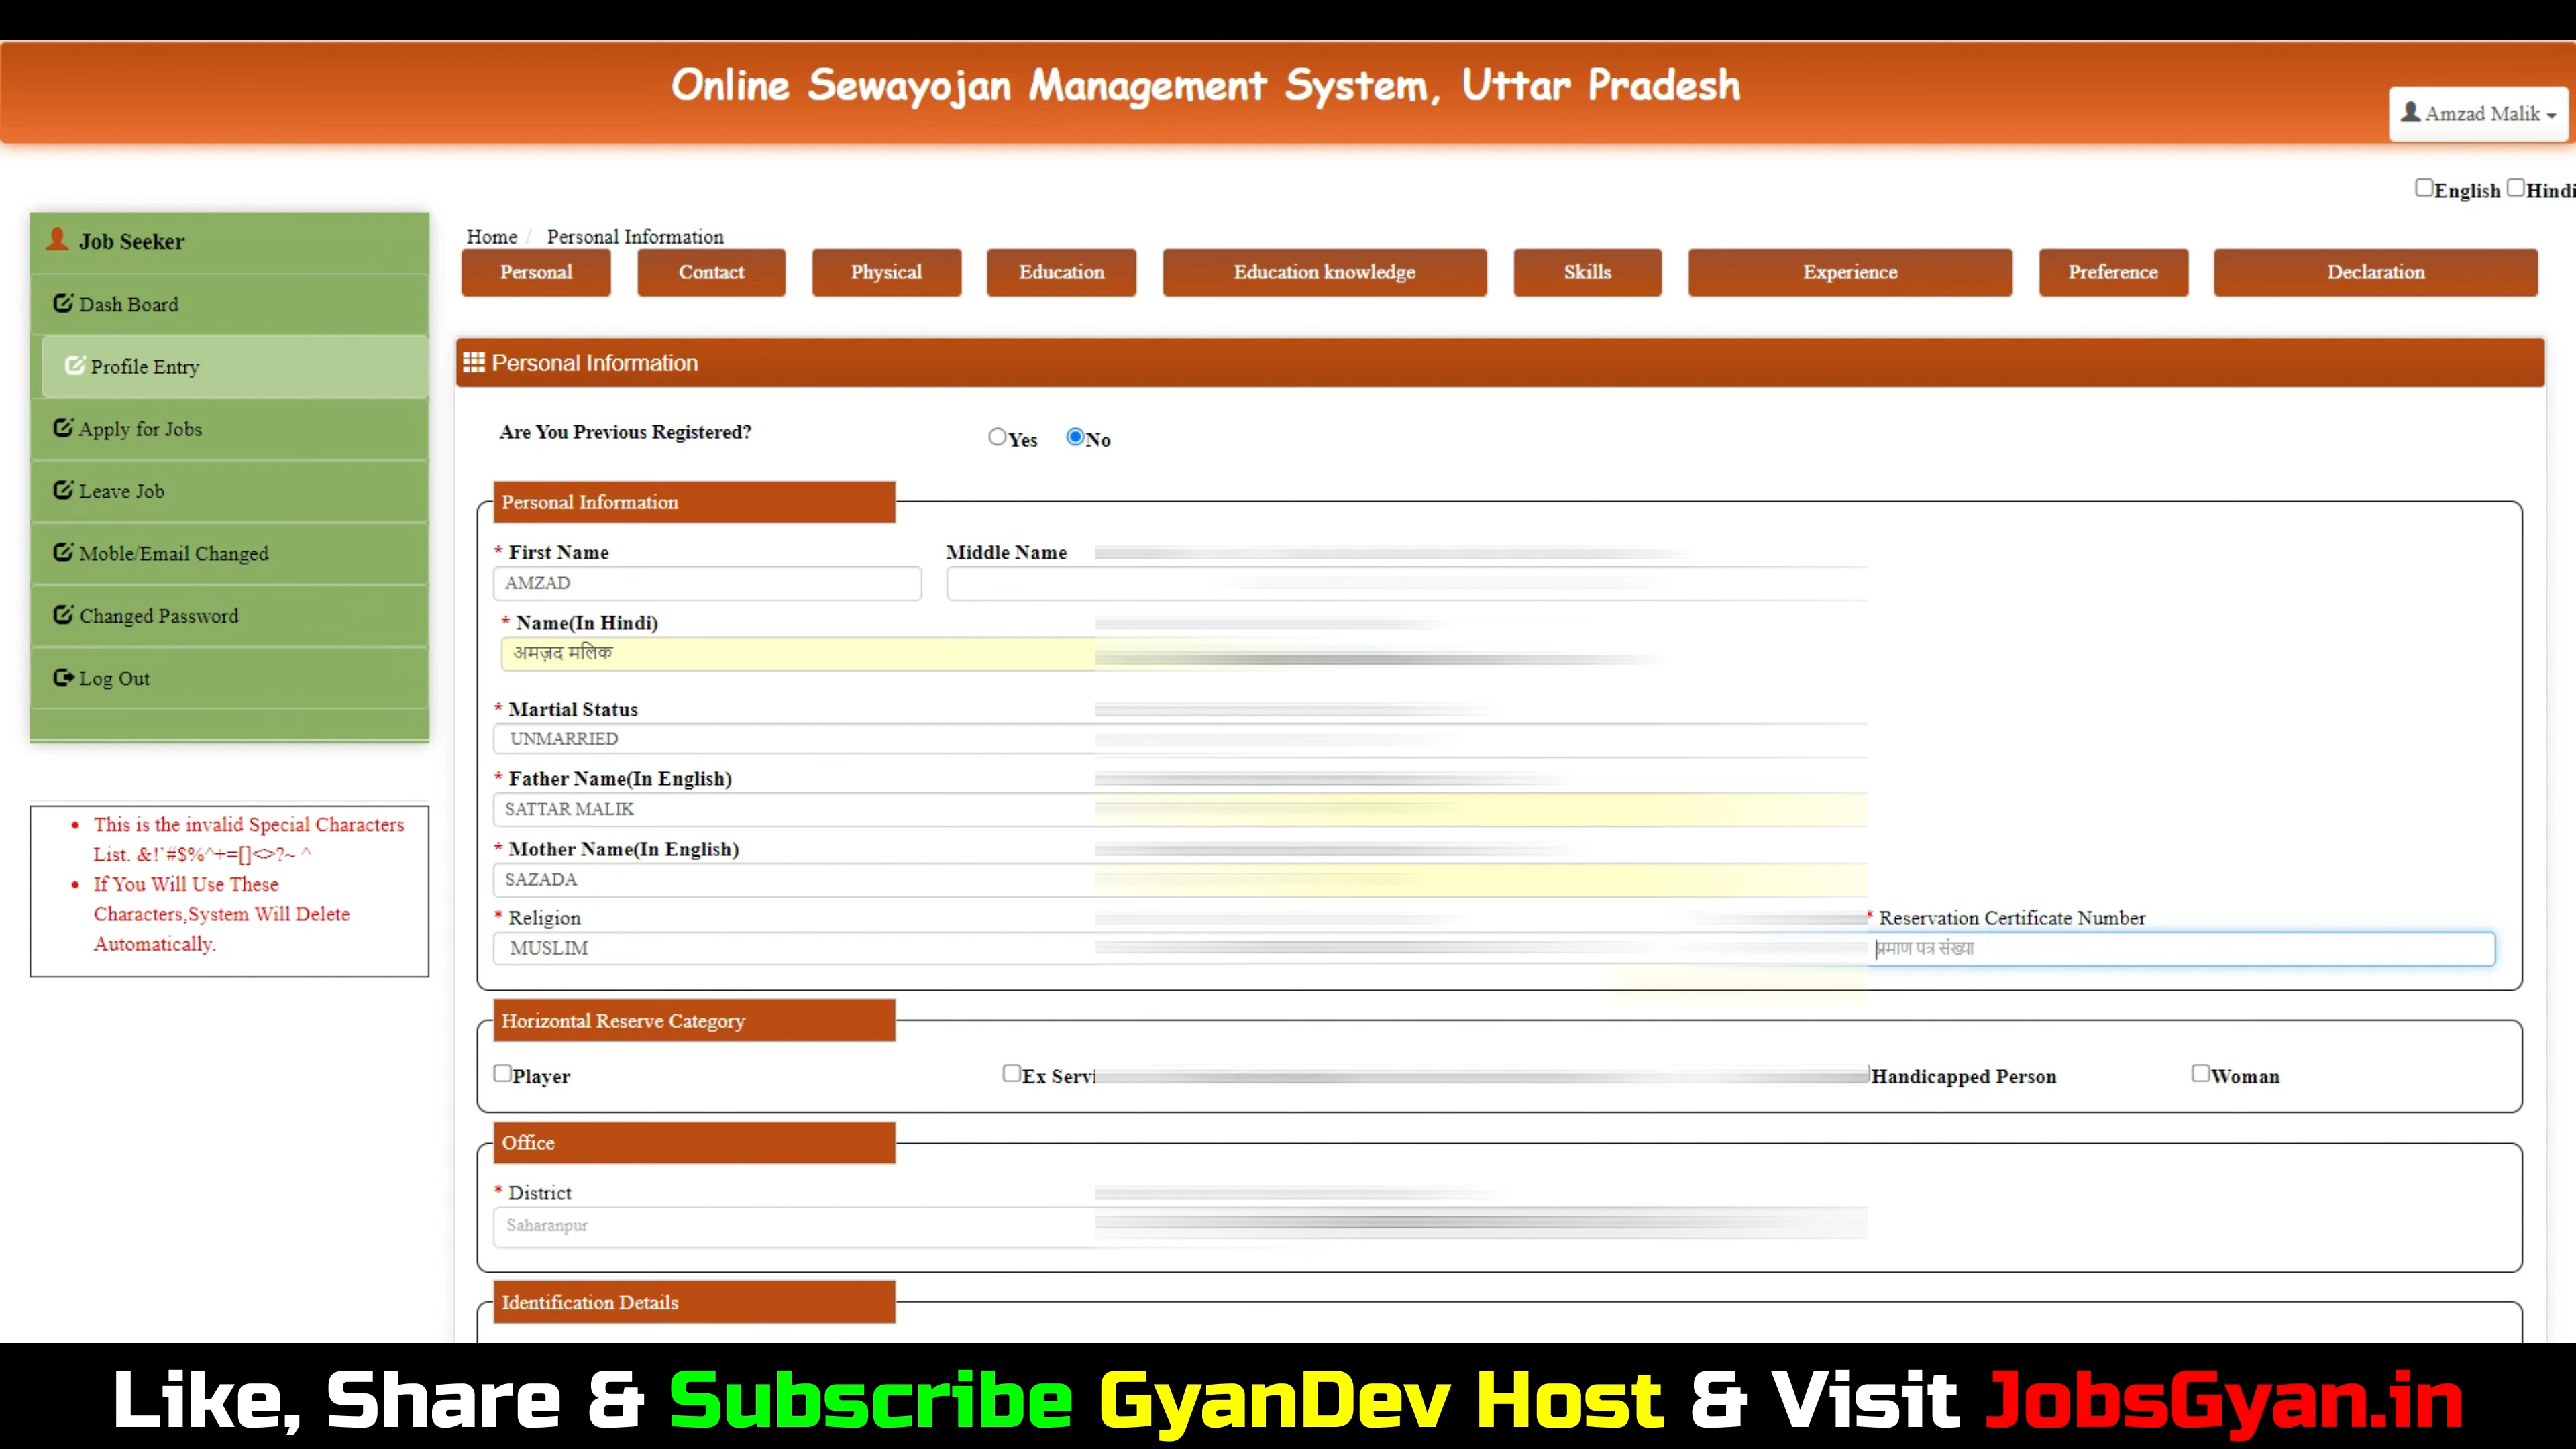 Online Sewayojan Management System, Uttar Pradesh
Amzad Malik
English Hindi
Job Seeker
Dash Board
Profile Entry
Apply for Jobs
Leave Job
Moble/Email Changed
Changed Password
Log Out
This is the invalid Special Characters
List. &!`#$%^+=[]<>?~ ^
If You Will Use These
Characters,System Will Delete
Automatically.
Home / Personal Information
Personal Contact Physical Education Education knowledge Skills Experience Preference Declaration
Personal Information
Are You Previous Registered? Yes No
Personal Information
* First Name Middle Name
AMZAD
* Name(In Hindi)
अमज़द मलिक
* Martial Status
UNMARRIED
* Father Name(In English)
SATTAR MALIK
* Mother Name(In English)
SAZADA
* Religion * Reservation Certificate Number
MUSLIM प्रमाण पत्र संख्या
Horizontal Reserve Category
Player Ex Handicapped Person Woman
Office
* District
Saharanpur
Identification Details
Like, Share & Subscribe GyanDev Host & Visit JobsGyan.in